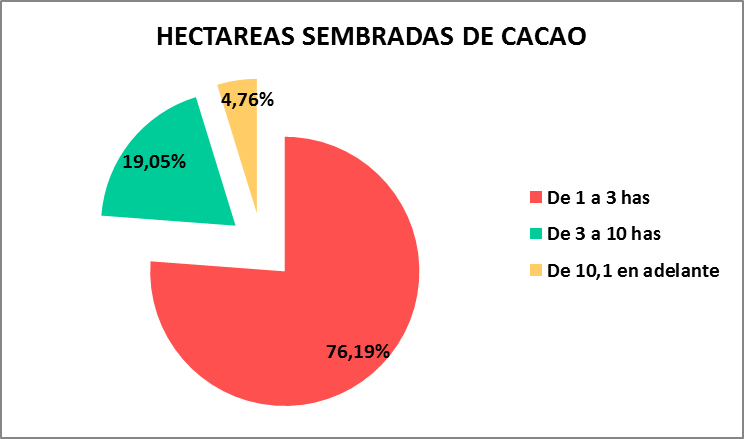 HECTAREAS SEMBRADAS DE CACAO
4,76%
19,05%
76,19%
De 1 a 3 has
De 3 a 10 has
De 10,1 en adelante